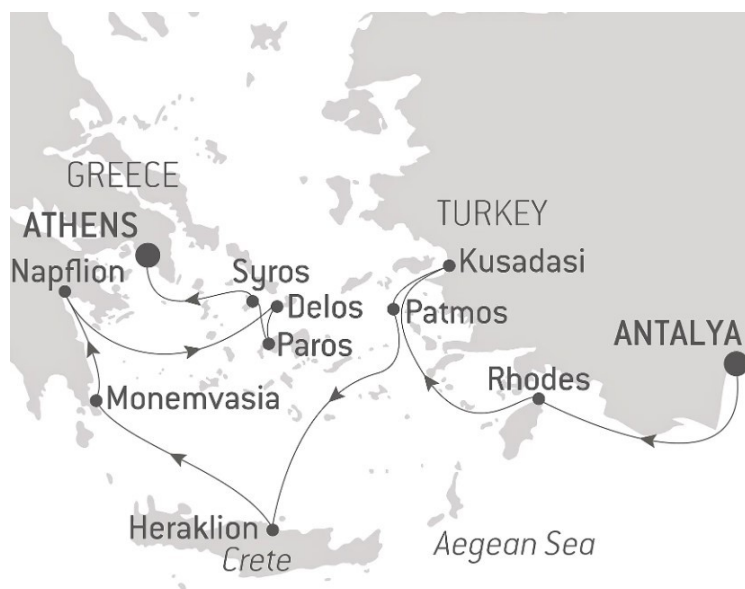 GREECE
ATHENS
TURKEY
Napflion
Syros
Kusadasi
Delos
Patmos
Paros
ANTALYA
Rhodes
Monemvasia
Heraklion
Crete
Aegean Sea